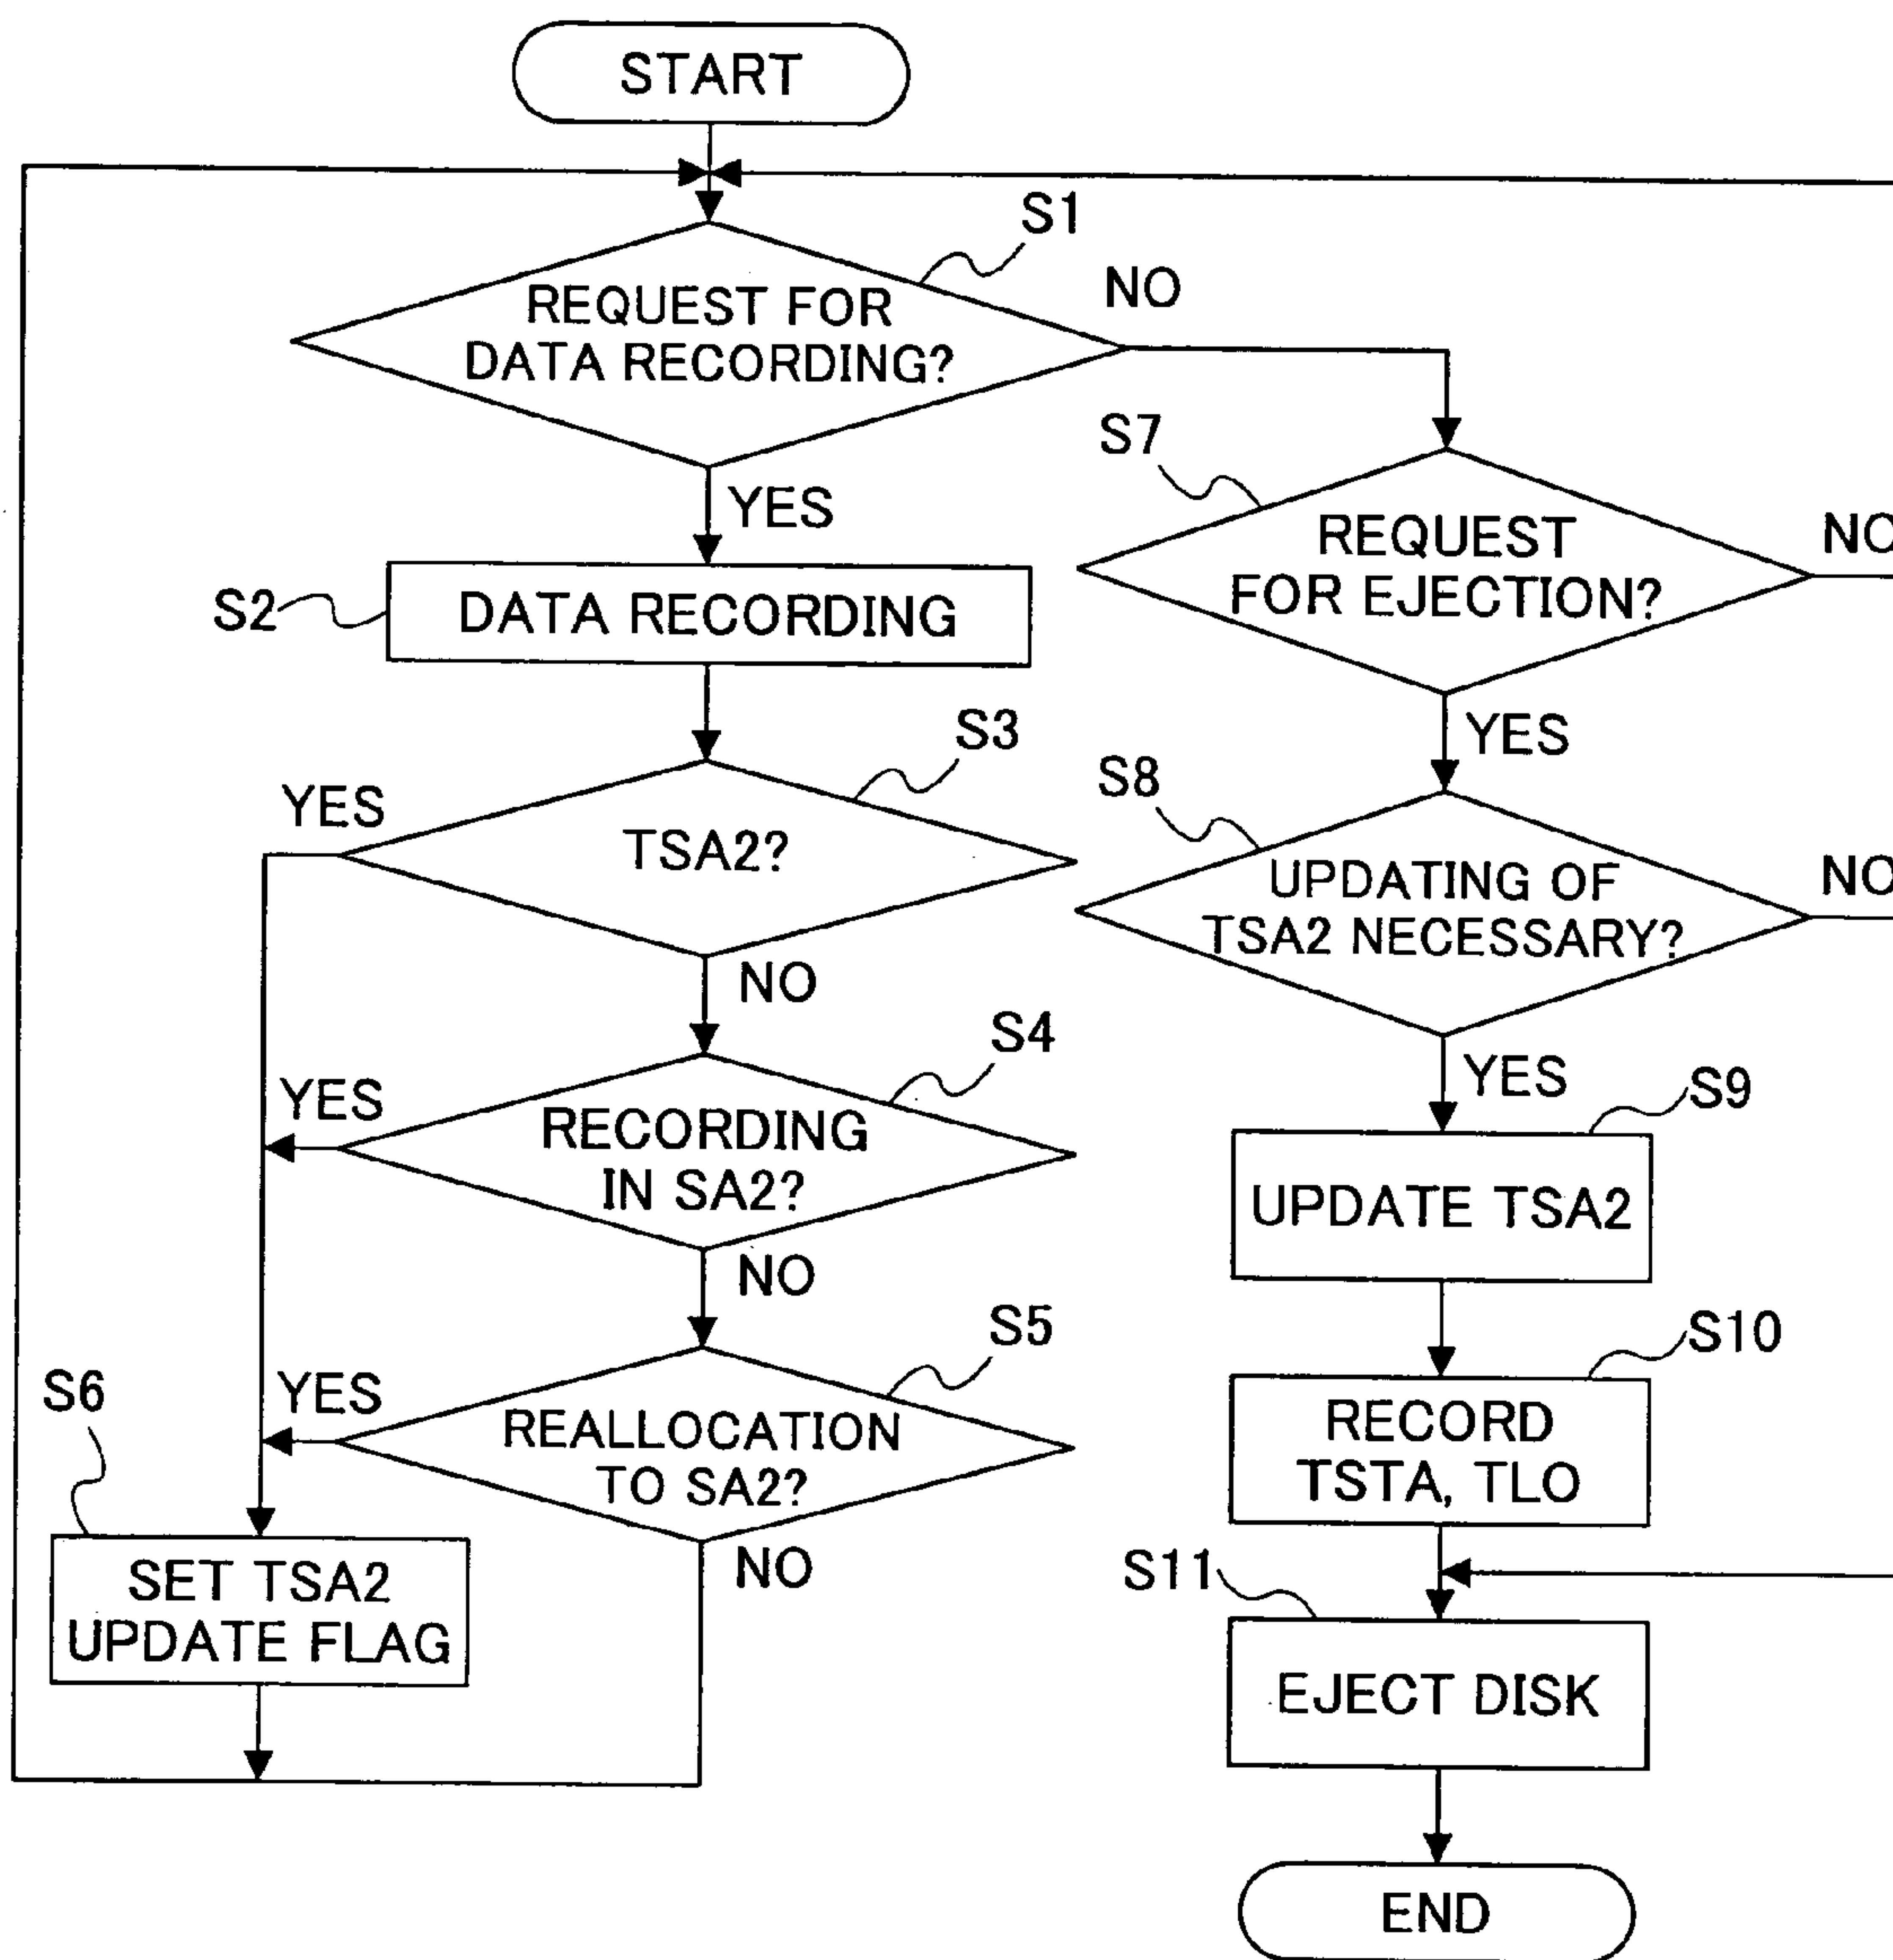 START
S1
REQUEST FOR
DATA RECORDING?
NO
YES
S2
DATA RECORDING
S3
TSA2?
YES
NO
S4
RECORDING
IN SA2?
YES
NO
S5
REALLOCATION
TO SA2?
YES
NO
S6
SET TSA2
UPDATE FLAG
S7
REQUEST
FOR EJECTION?
NO
YES
S8
UPDATING OF
TSA2 NECESSARY?
NO
YES
S9
UPDATE TSA2
S10
RECORD
TSTA, TLO
S11
EJECT DISK
END